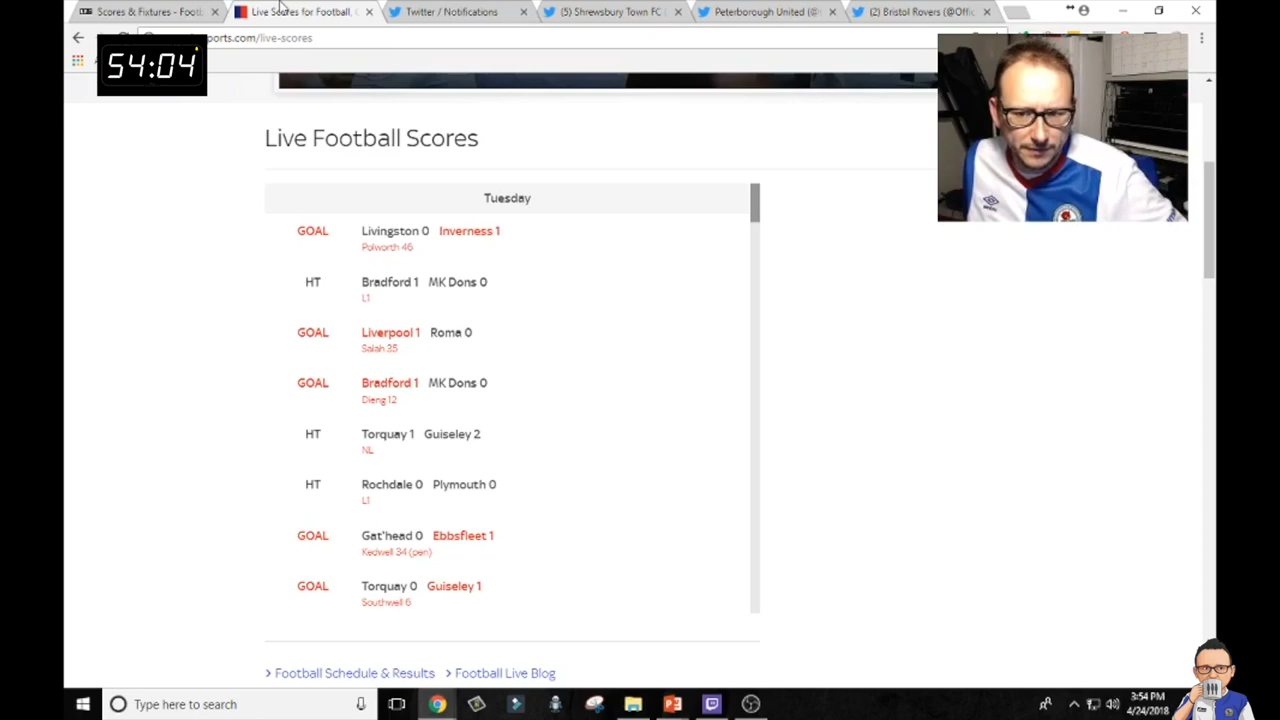 Scores & Fixtures - Footb
Live Scores for Football,
Twitter / Notifications
(5) Shrewsbury Town FC
Peterborough United (@
(2) Bristol Rovers (@Offic
54:04
ports.com/live-scores
Live Football Scores
Tuesday
GOAL Livingston 0 Inverness 1
Polworth 46
HT Bradford 1 MK Dons 0
L1
GOAL Liverpool 1 Roma 0
Salah 35
GOAL Bradford 1 MK Dons 0
Dieng 12
HT Torquay 1 Guiseley 2
NL
HT Rochdale 0 Plymouth 0
L1
GOAL Gat'head 0 Ebbsfleet 1
Kedwell 34 (pen)
GOAL Torquay 0 Guiseley 1
Southwell 6
> Football Schedule & Results > Football Live Blog
Type here to search
3:54 PM
4/24/2018